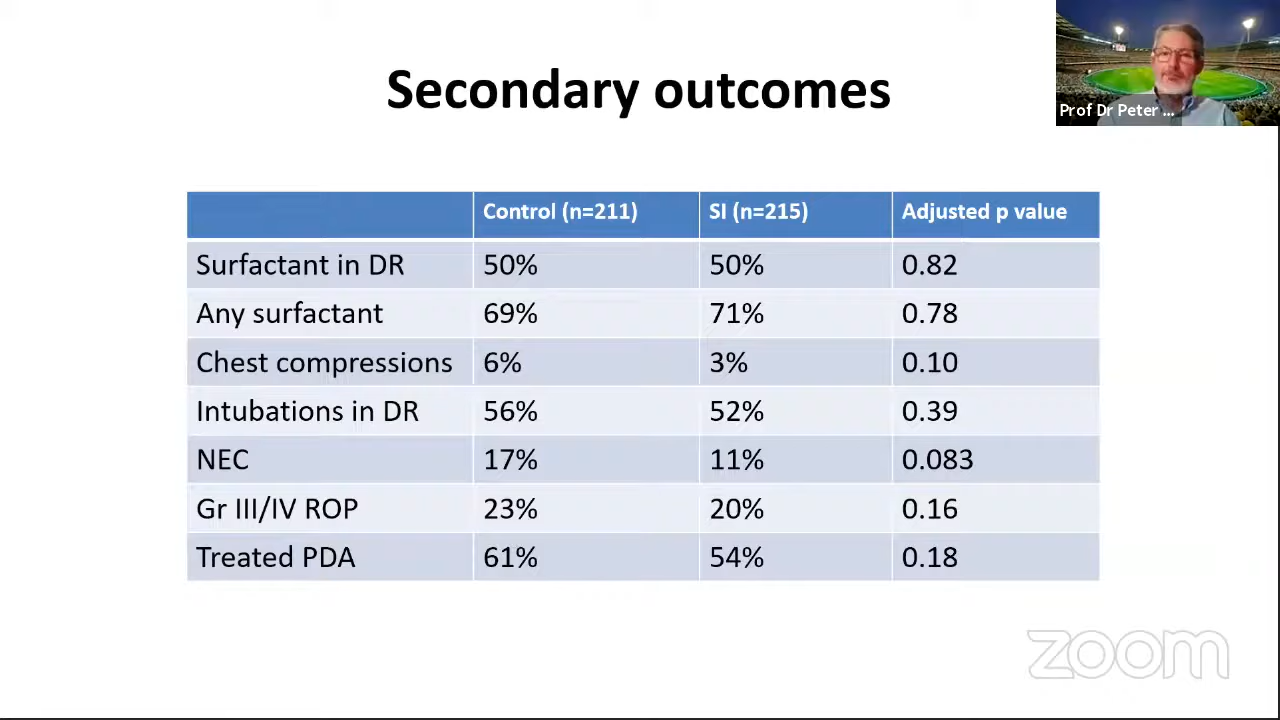 Secondary outcomes
Prof Dr Peter ...
Control (n=211) SI (n=215) Adjusted p value
Surfactant in DR 50% 50% 0.82
Any surfactant 69% 71% 0.78
Chest compressions 6% 3% 0.10
Intubations in DR 56% 52% 0.39
NEC 17% 11% 0.083
Gr III/IV ROP 23% 20% 0.16
Treated PDA 61% 54% 0.18
zoom